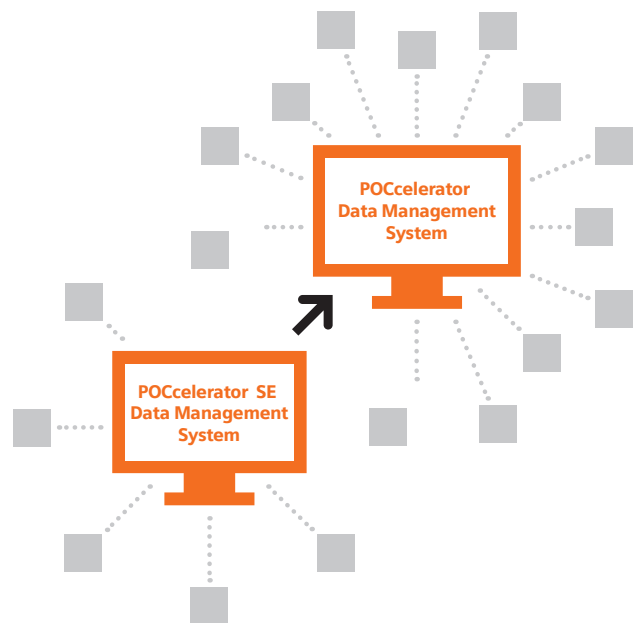 POCcelerator
Data Management
System
POCcelerator SE
Data Management
System